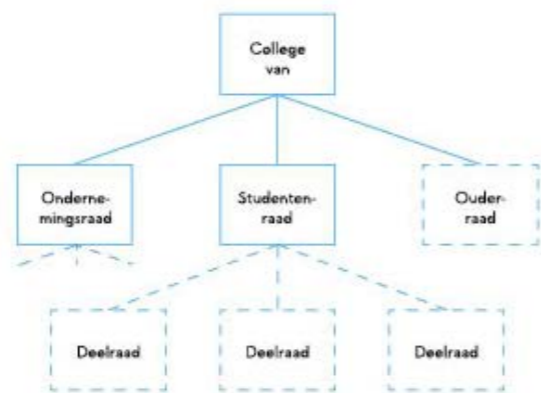 College
van
Onderne-
mingsraad
Studenten-
raad
Ouder-
raad
Deelraad
Deelraad
Deelraad